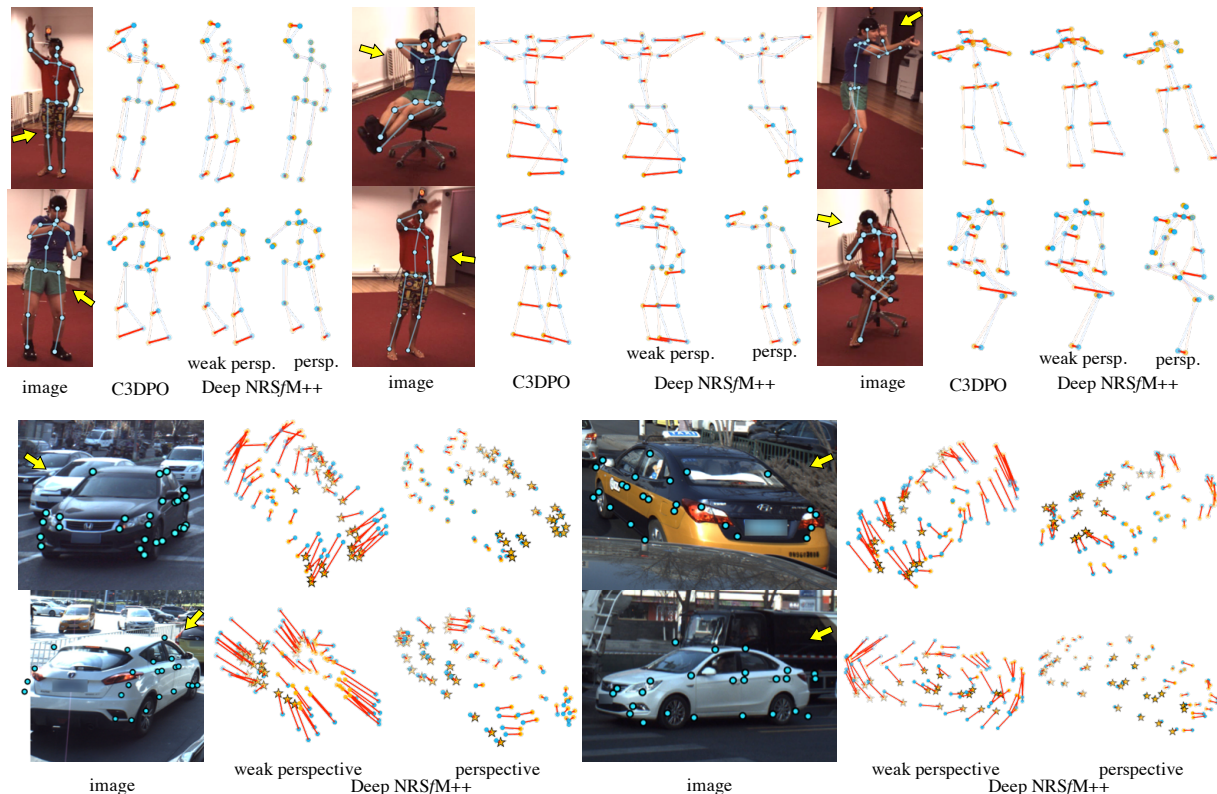 weak persp. persp. weak persp. persp. weak persp. persp.
image C3DPO Deep NRSfM++ image C3DPO Deep NRSfM++ image C3DPO Deep NRSfM++
weak perspective perspective weak perspective perspective
image Deep NRSfM++ image Deep NRSfM++